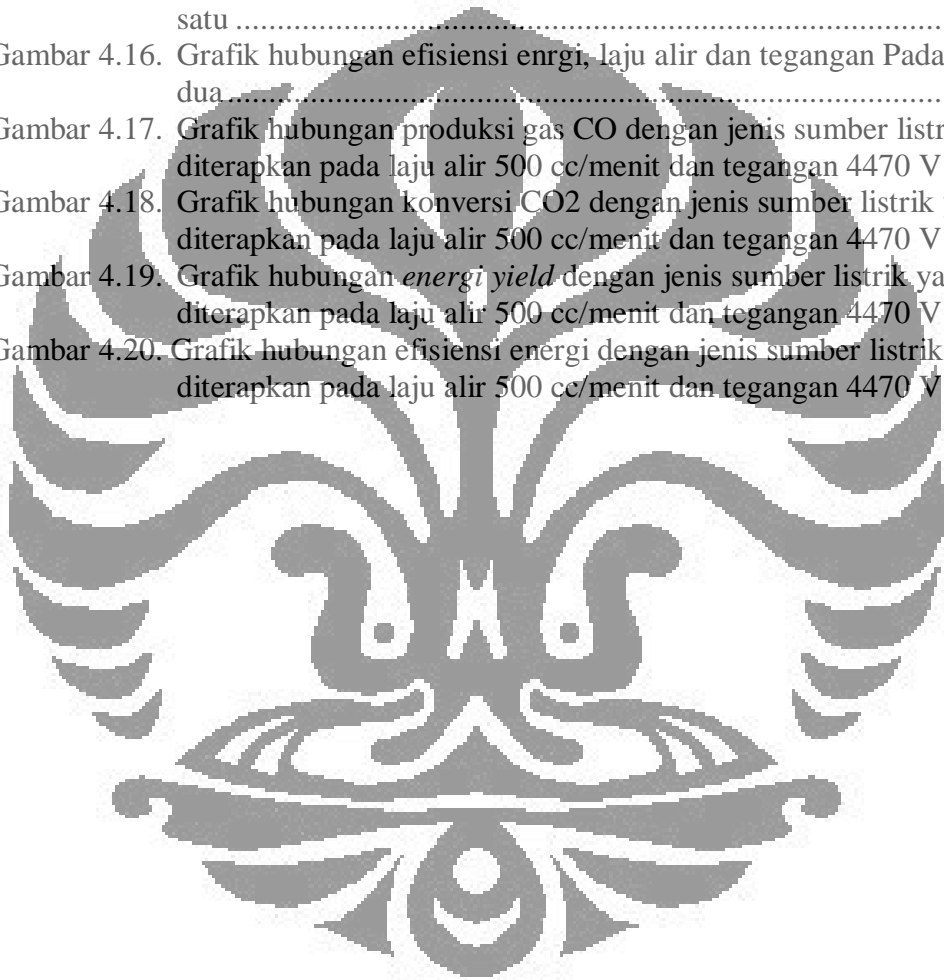 satu ..........................................................................................
Gambar 4.16. Grafik hubungan efisiensi enrgi, laju alir dan tegangan Pada
dua ..........................................................................................
Gambar 4.17. Grafik hubungan produksi gas CO dengan jenis sumber listr
diterapkan pada laju alir 500 cc/menit dan tegangan 4470 V
Gambar 4.18. Grafik hubungan konversi CO2 dengan jenis sumber listrik
diterapkan pada laju alir 500 cc/menit dan tegangan 4470 V
Gambar 4.19. Grafik hubungan energi yield dengan jenis sumber listrik ya
diterapkan pada laju alir 500 cc/menit dan tegangan 4470 V
Gambar 4.20. Grafik hubungan efisiensi energi dengan jenis sumber listrik
diterapkan pada laju alir 500 cc/menit dan tegangan 4470 V